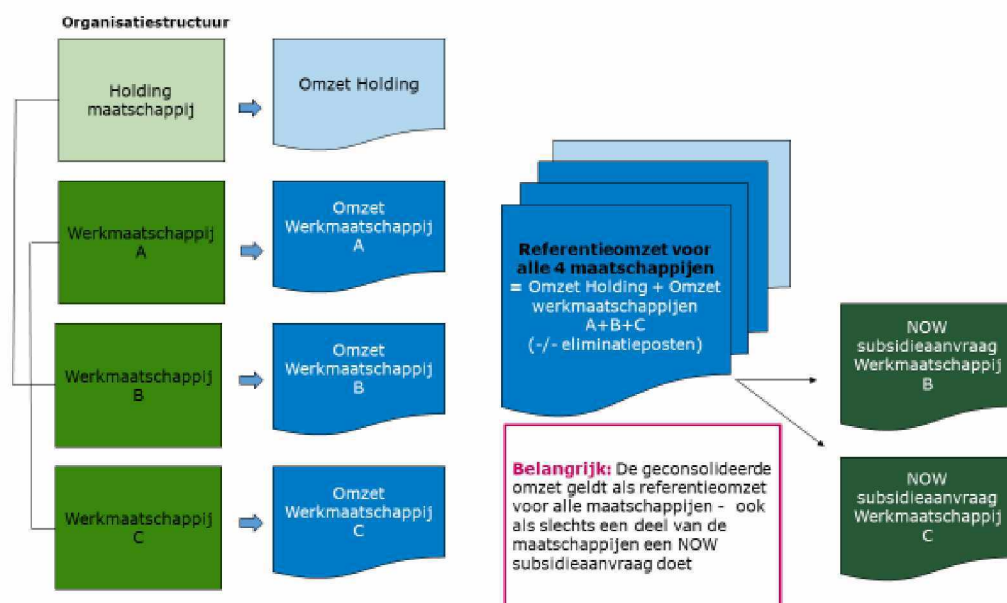 Organisatiestructuur
Holding
maatschappij
Omzet Holding
Werkmaatschappij
A
Omzet
Werkmaatschappij
A
Werkmaatschappij
B
Omzet
Werkmaatschappij
B
Werkmaatschappij
C
Omzet
Werkmaatschappij
C
Referentieomzet voor
alle 4 maatschappijen
= Omzet Holding + Omzet
werkmaatschappijen
A+B+C
(-/- eliminatieposten)
Belangrijk: De geconsolideerde
omzet geldt als referentieomzet
voor alle maatschappijen - ook
als slechts een deel van de
maatschappijen een NOW
subsidieaanvraag doet
NOW
subsidieaanvraag
Werkmaatschappij
B
NOW
subsidieaanvraag
Werkmaatschappij
C